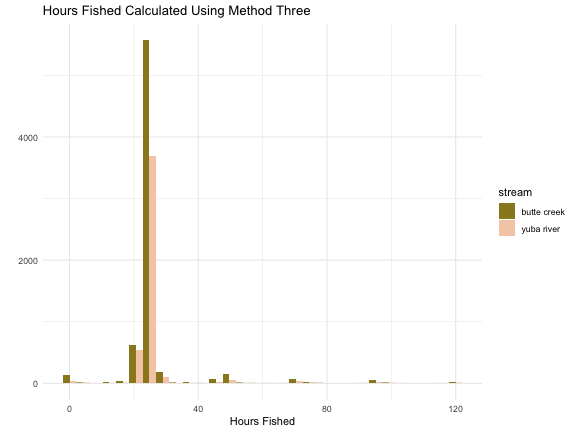 Hours Fished Calculated Using Method Three
4000
2000
0
0 40 80 120
Hours Fished
stream
butte creek
yuba river